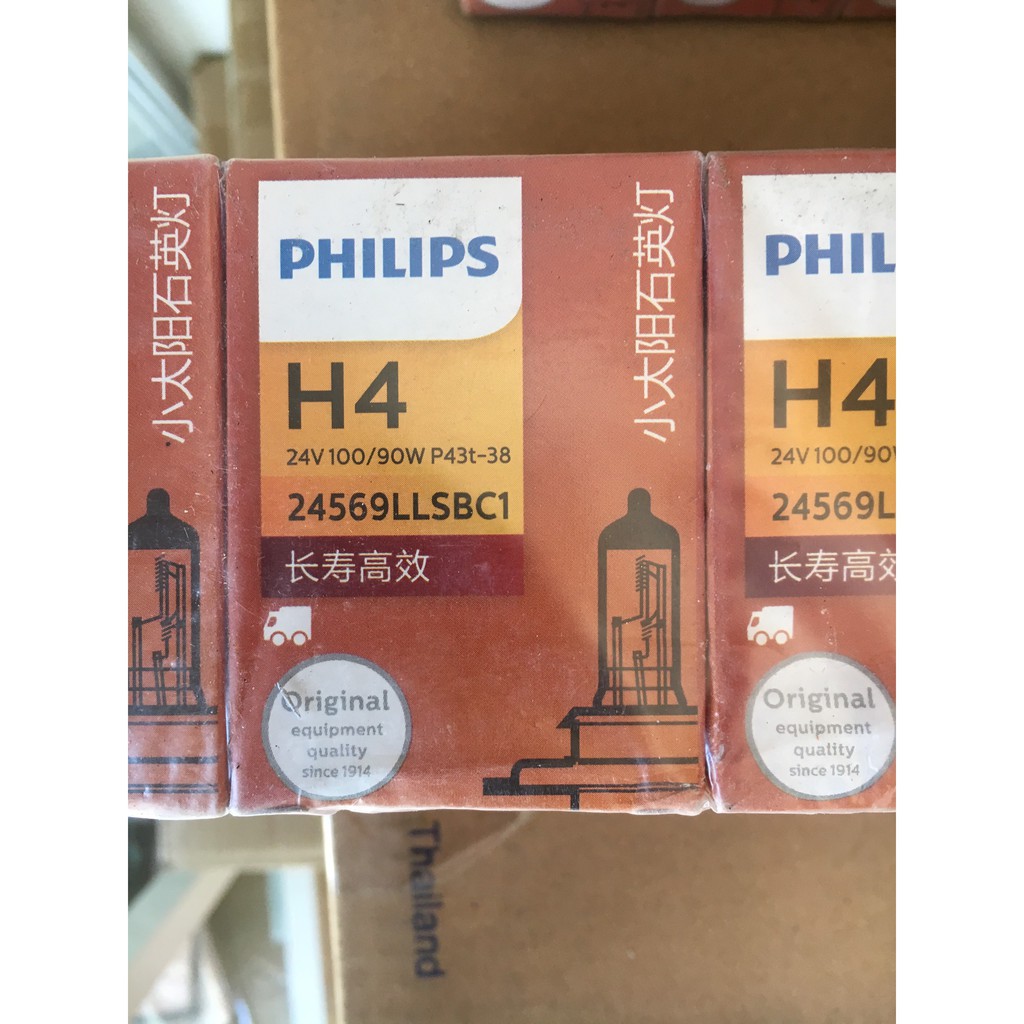 小太阳石英灯
PHILIPS
H4
24V 100/90W P43t-38
24569LLSBC1
长寿高效
Original
equipment
quality
since 1914
小太阳石英灯
PHIL
H4
24V 100/90W
24569L
长寿高效
Original
equipment
quality
since 1914
Thailand